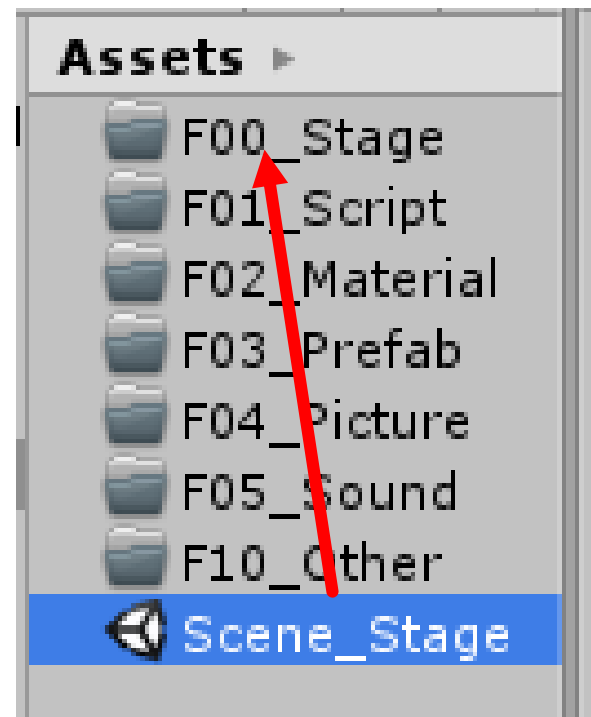 Assets
F00_Stage
F01_Script
F02_Material
F03_Prefab
F04_Picture
F05_Sound
F10_Other
Scene_Stage